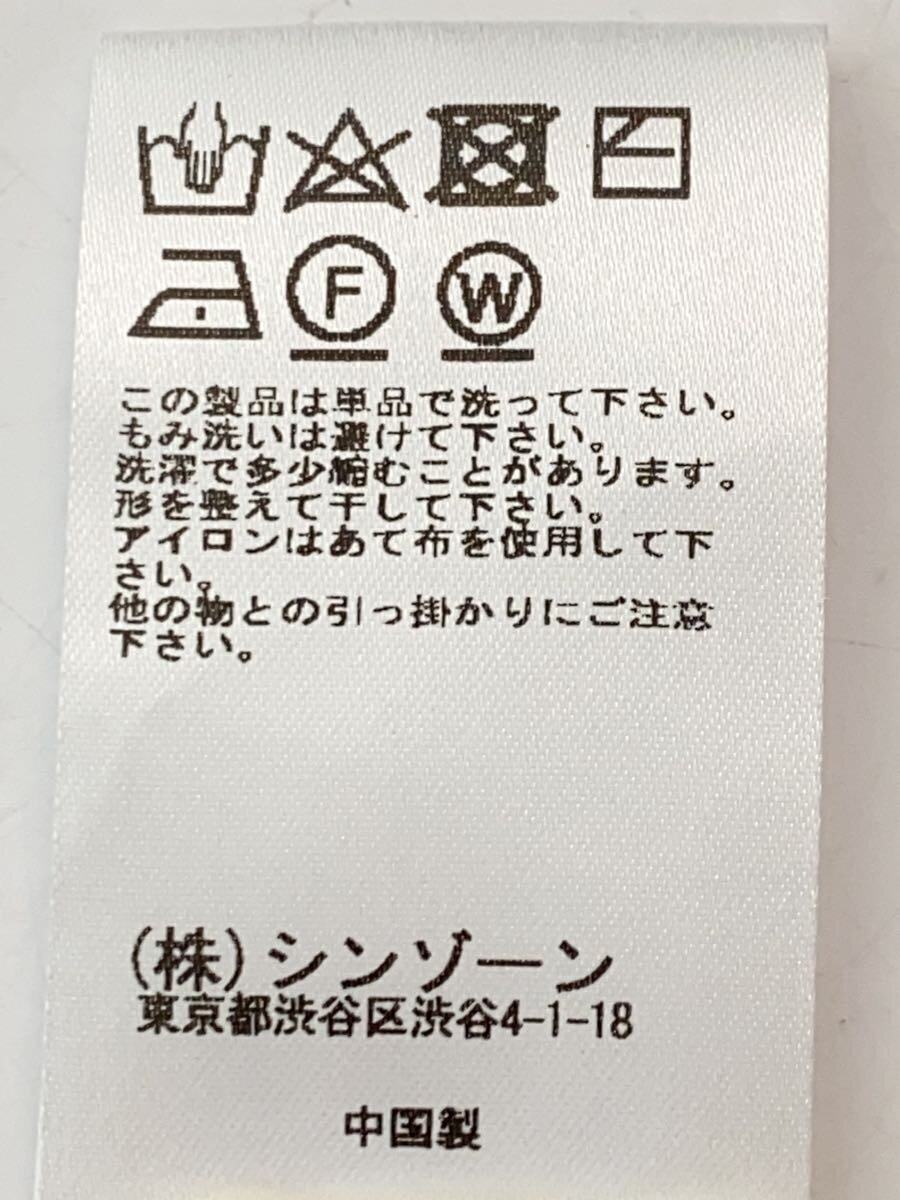 F W
この製品は単品で洗って下さい。
もみ洗いは避けて下さい。
洗濯で多少縮むことがあります。
形を整えて干して下さい。
アイロンはあて布を使用して下
さい。
他の物との引っ掛かりにご注意
下さい。
(株)シンゾーン
東京都渋谷区渋谷4-1-18
中国製